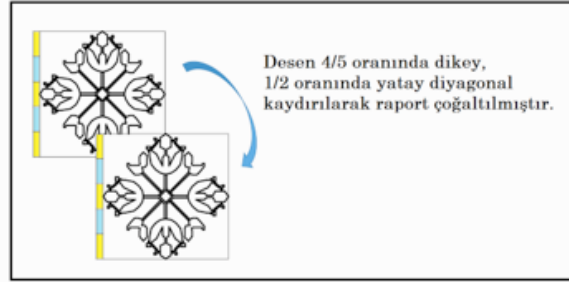 Desen 4/5 oranında dikey,
1/2 oranında yatay diyagonal
kaydırılarak raport çoğaltılmıştır.